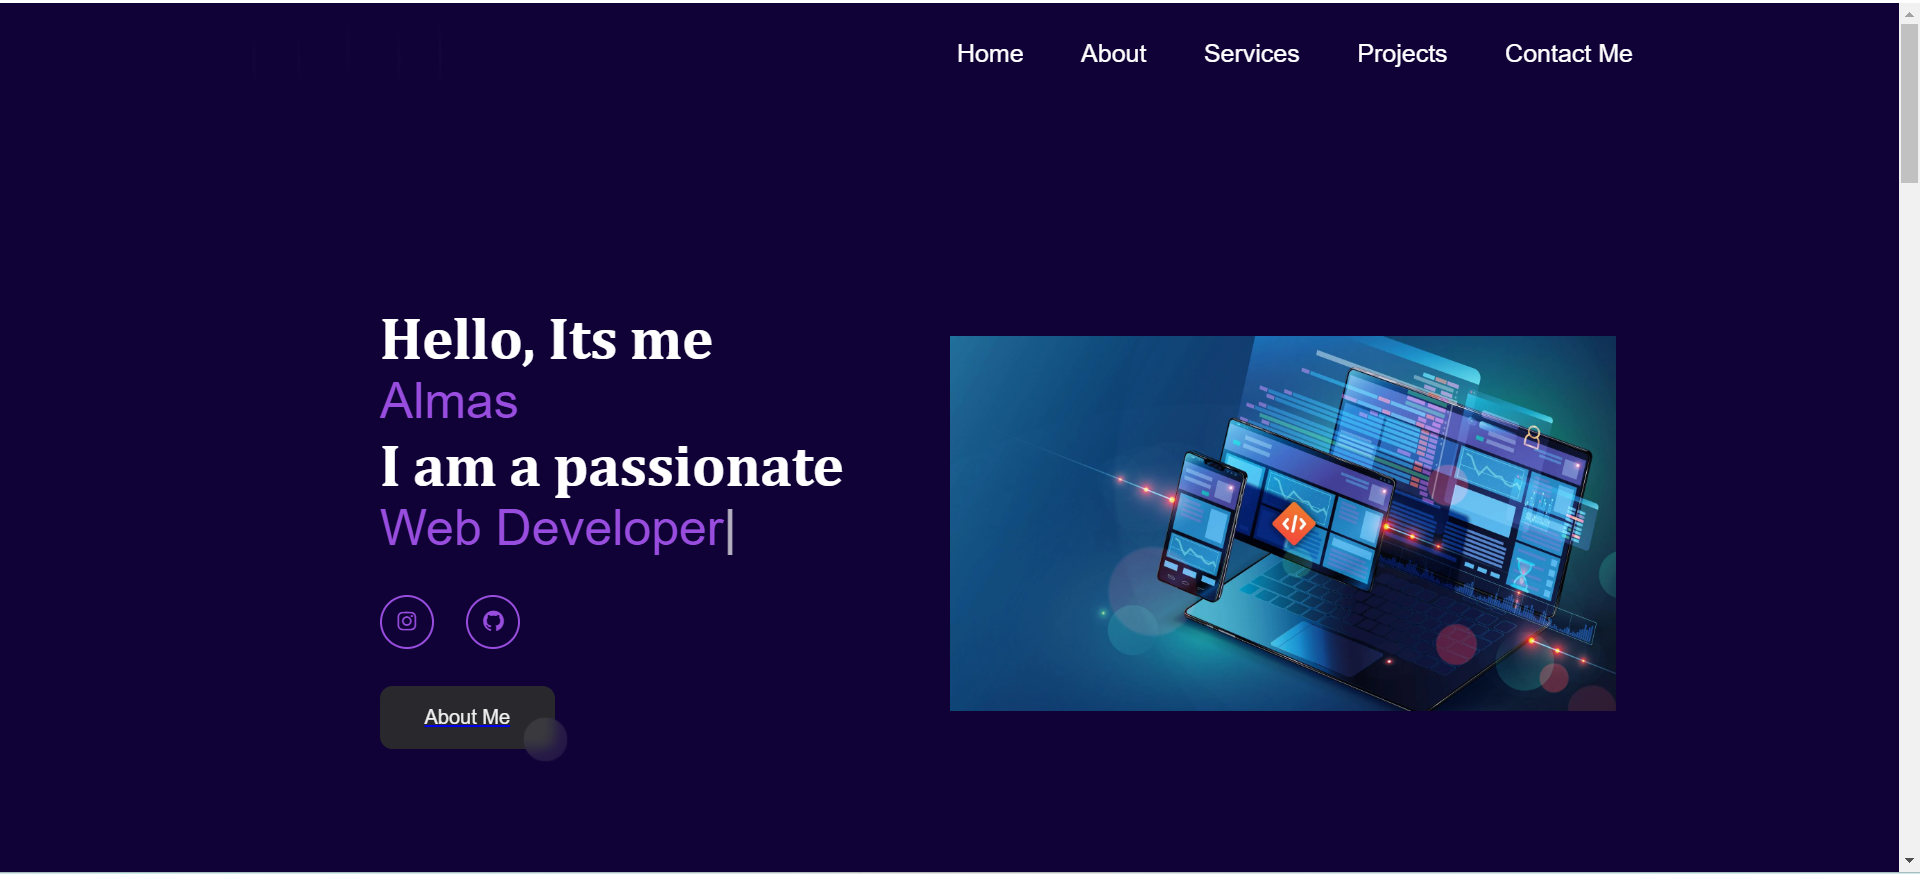 Home About Services Projects Contact Me
Hello, Its me
Almas
I am a passionate
Web Developer|
About Me